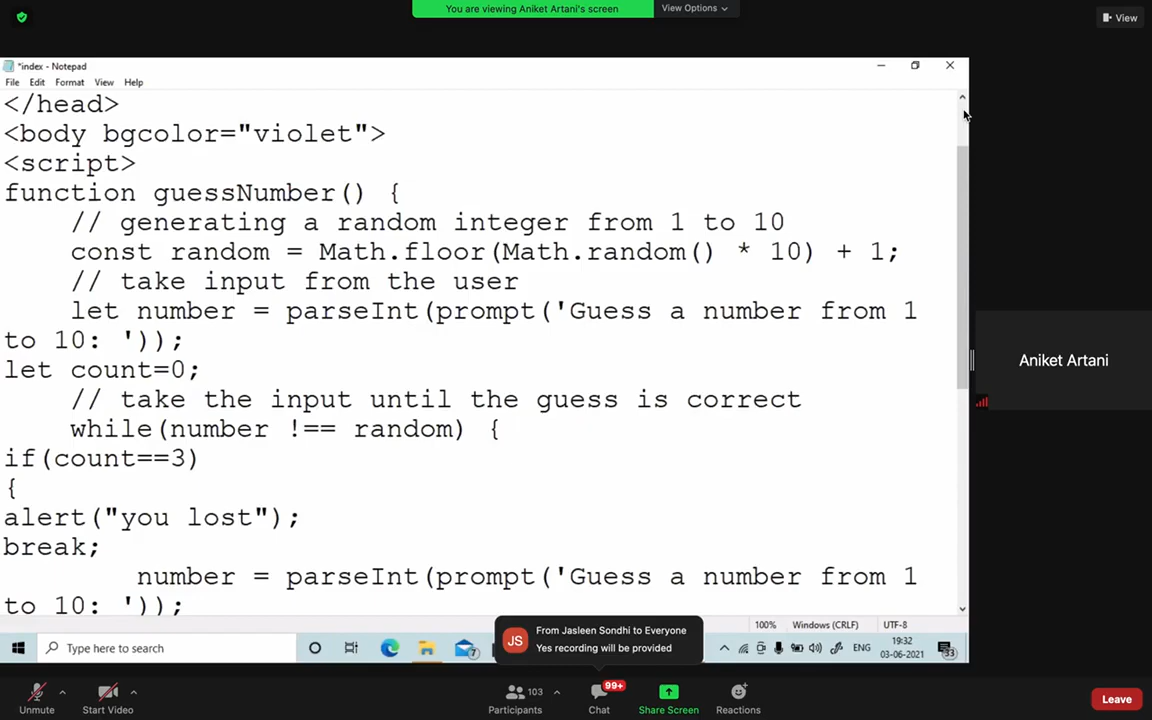 You are viewing Aniket Artani's screen
View Options
View
*index - Notepad
File Edit Format View Help
</head>
<body bgcolor="violet">
<script>
function guessNumber() {
// generating a random integer from 1 to 10
const random = Math.floor(Math.random() * 10) + 1;
// take input from the user
let number = parseInt(prompt('Guess a number from 1
to 10: '));
let count=0;
// take the input until the guess is correct
while(number !== random) {
if(count==3)
{
alert("you lost");
break;
number = parseInt(prompt('Guess a number from 1
to 10: '));
Aniket Artani
100% Windows (CRLF) UTF-8
JS
From Jasleen Sondhi to Everyone
Yes recording will be provided
Type here to search
7
ENG
19:32
03-06-2021
33
Unmute
Start Video
103
Participants
99+
Chat
Share Screen
Reactions
Leave